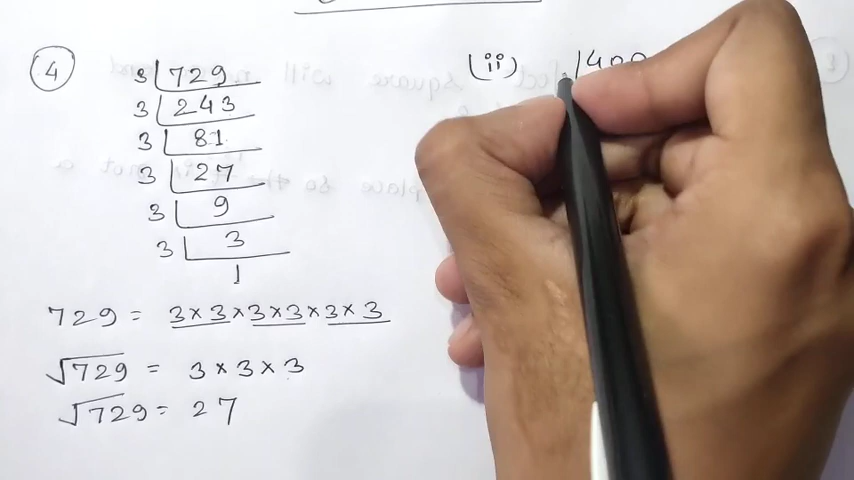 4
3 729
3 243
3 81
3 27
3 9
3 3
1
729 = 3 × 3 × 3 × 3 × 3 × 3
√729 = 3 × 3 × 3
√729 = 27
(ii) 400